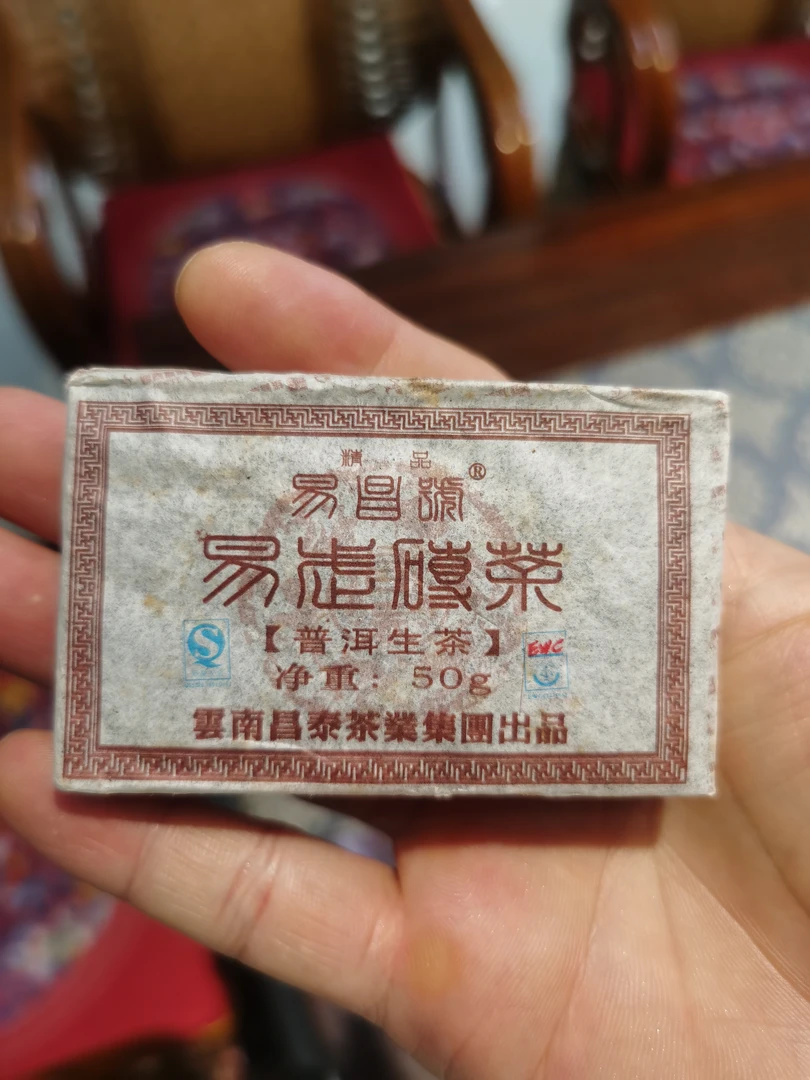 精品
易昌號®
易武磚茶
【普洱生茶】
净重: 50g
雲南昌泰茶業集團出品